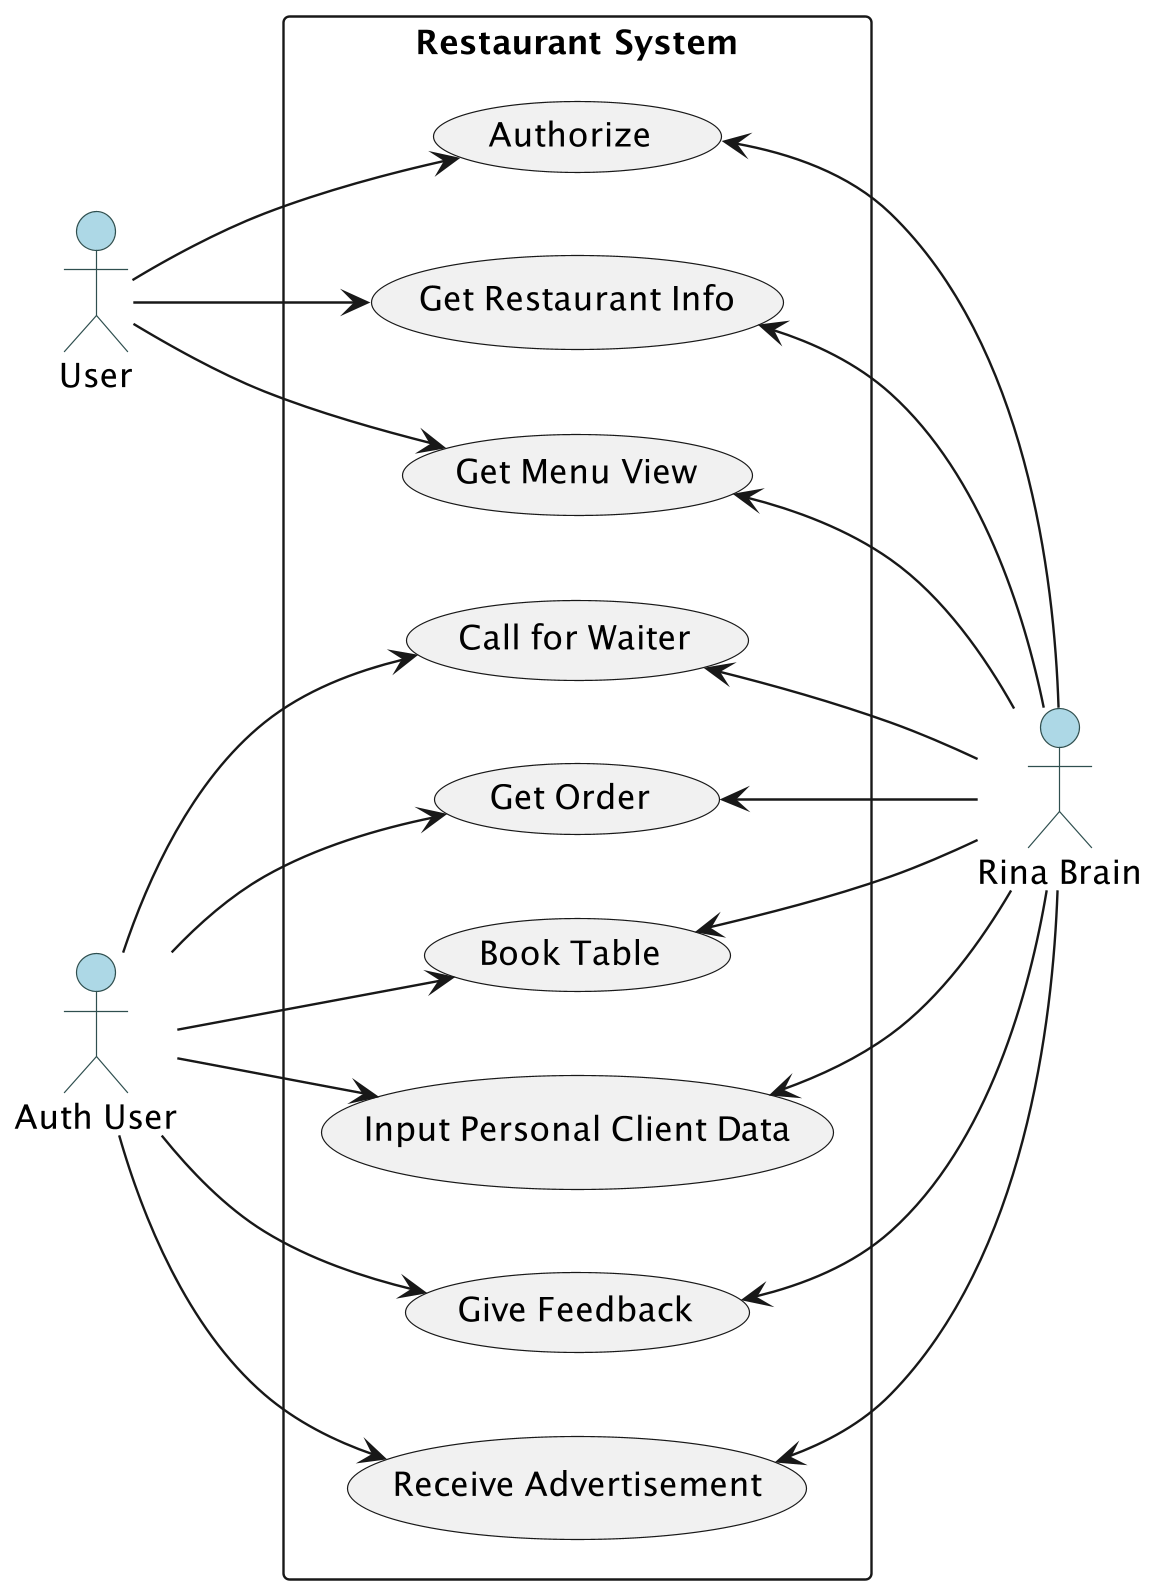 Restaurant System
Authorize
Get Restaurant Info
User
Get Menu View
Call for Waiter
Get Order
Rina Brain
Book Table
Auth User
Input Personal Client Data
Give Feedback
Receive Advertisement